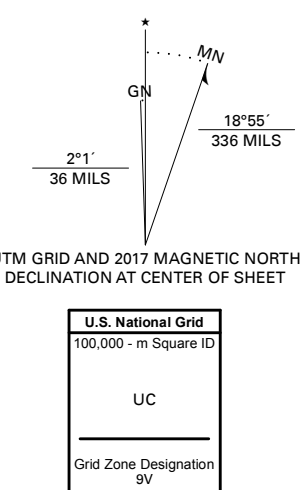 ★
MN
GN
18°55´
336 MILS
2°1´
36 MILS
UTM GRID AND 2017 MAGNETIC NORTH
DECLINATION AT CENTER OF SHEET
U.S. National Grid
100,000 - m Square ID
UC
Grid Zone Designation
9V